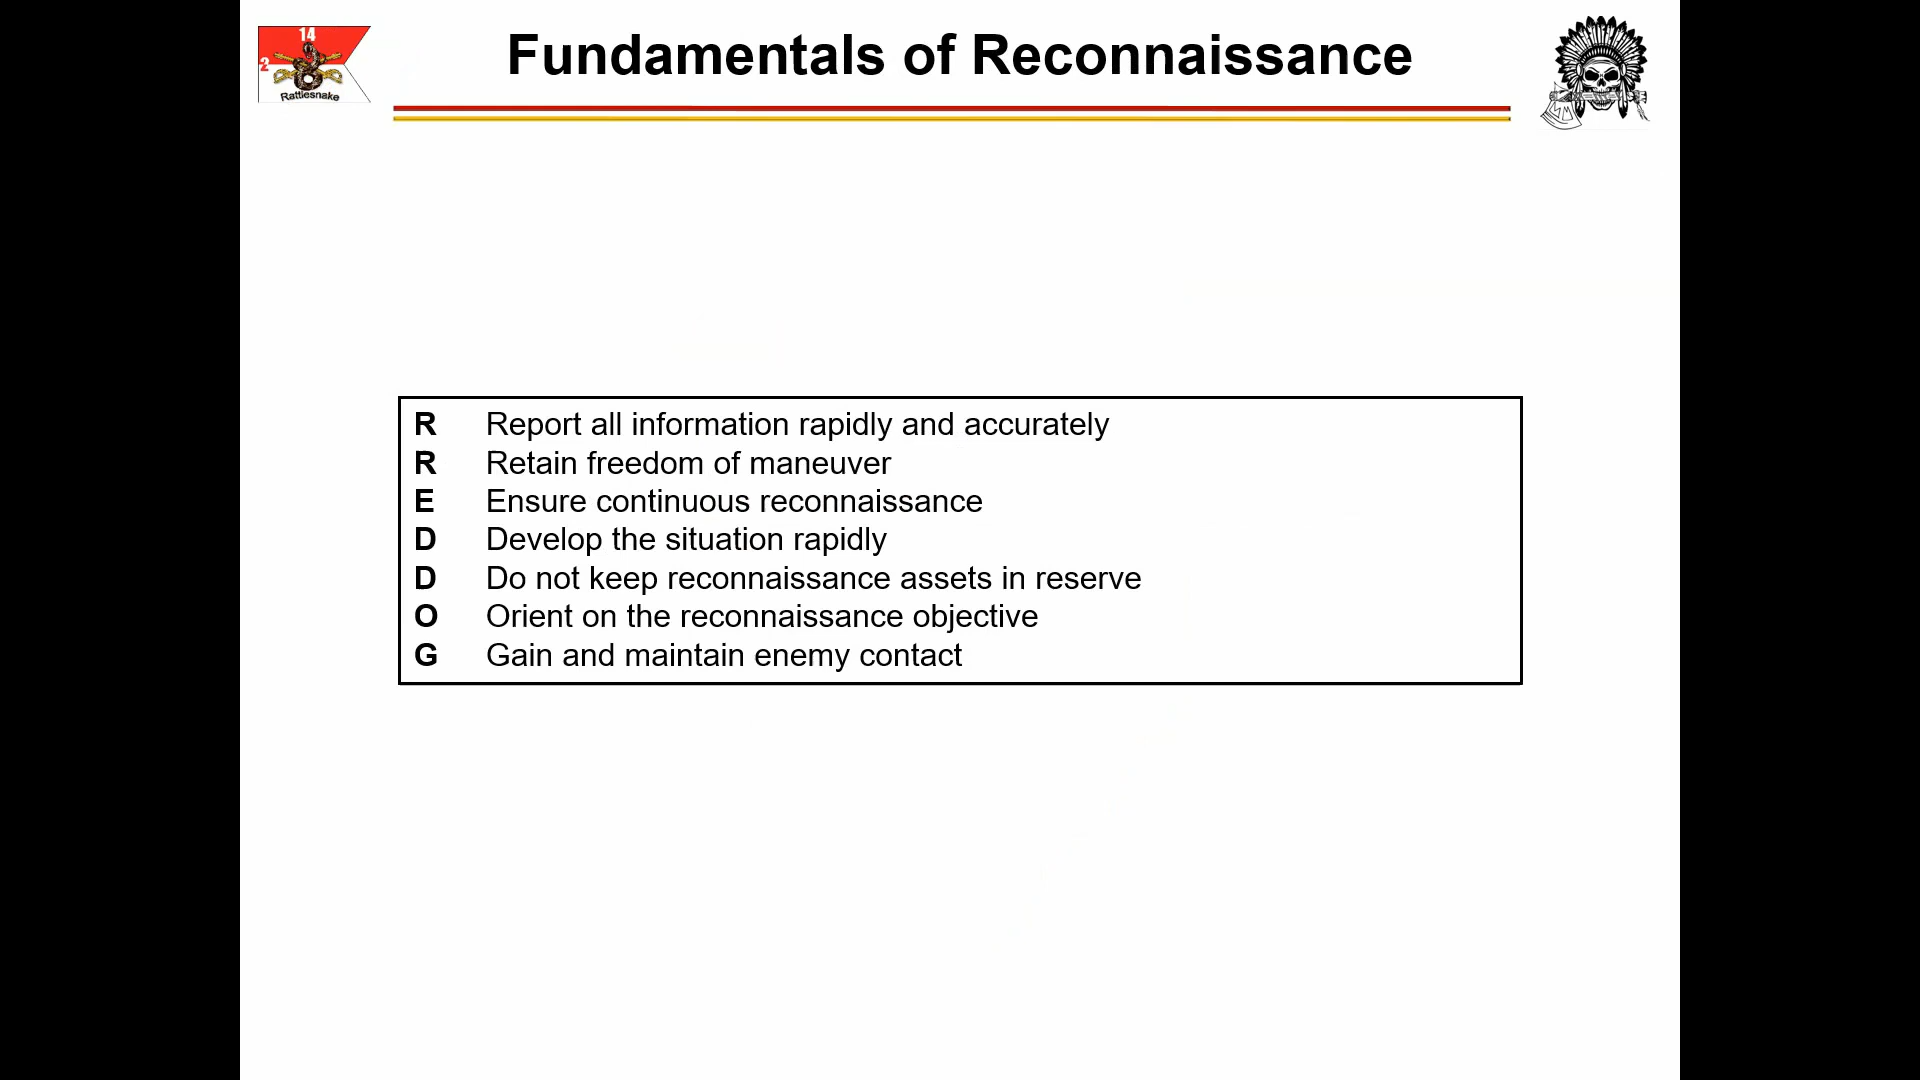 14
2
Rattlesnake
Fundamentals of Reconnaissance
R Report all information rapidly and accurately
R Retain freedom of maneuver
E Ensure continuous reconnaissance
D Develop the situation rapidly
D Do not keep reconnaissance assets in reserve
O Orient on the reconnaissance objective
G Gain and maintain enemy contact